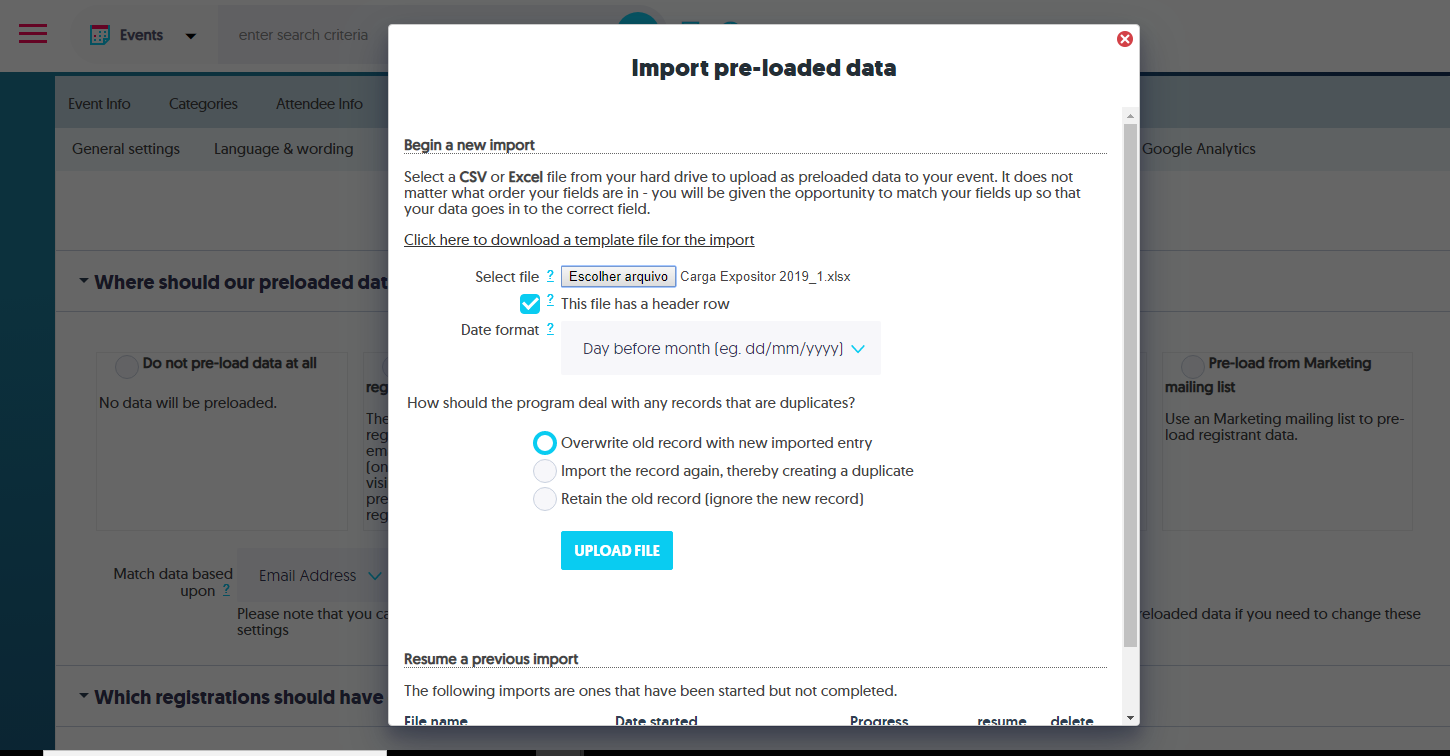 Events
enter search criteria
Import pre-loaded data
Event Info Categories Attendee Info
General settings Language & wording
Google Analytics
Begin a new import
Select a CSV or Excel file from your hard drive to upload as preloaded data to your event. It does not
matter what order your fields are in - you will be given the opportunity to match your fields up so that
your data goes in to the correct field.
Click here to download a template file for the import
Select file ? Escolher arquivo Carga Expositor 2019_1.xlsx
? This file has a header row
Date format ? Day before month (eg. dd/mm/yyyy)
How should the program deal with any records that are duplicates?
Overwrite old record with new imported entry
Import the record again, thereby creating a duplicate
Retain the old record (ignore the new record)
UPLOAD FILE
Resume a previous import
The following imports are ones that have been started but not completed.
File name Date started Progress resume delete
Where should our preloaded dat
Do not pre-load data at all
No data will be preloaded.
reg
The
reg
em
(on
visi
pre
reg
Pre-load from Marketing
mailing list
Use an Marketing mailing list to pre-
load registrant data.
Match data based
upon ?
Email Address
Please note that you ca
settings
reloaded data if you need to change these
Which registrations should have